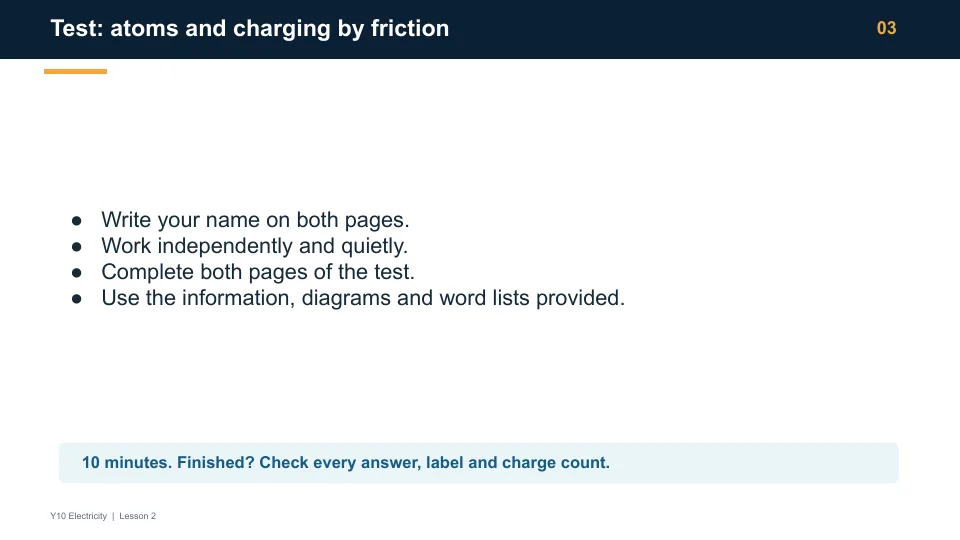 Test: atoms and charging by friction
03
● Write your name on both pages.
● Work independently and quietly.
● Complete both pages of the test.
● Use the information, diagrams and word lists provided.
10 minutes. Finished? Check every answer, label and charge count.
Y10 Electricity | Lesson 2